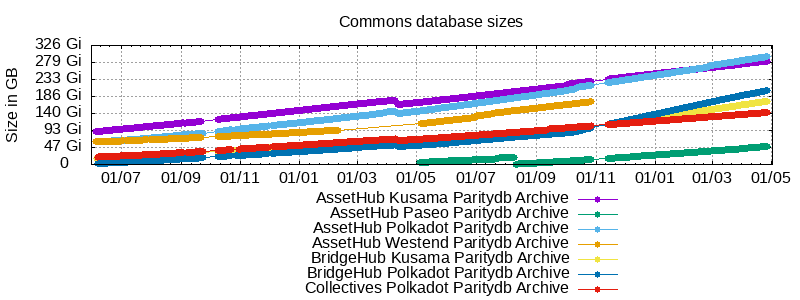 Commons database sizes
Size in GB
326 Gi
279 Gi
233 Gi
186 Gi
140 Gi
93 Gi
47 Gi
0
01/07 01/09 01/11 01/01 01/03 01/05 01/07 01/09 01/11 01/01 01/03 01/05
AssetHub Kusama Paritydb Archive
AssetHub Paseo Paritydb Archive
AssetHub Polkadot Paritydb Archive
AssetHub Westend Paritydb Archive
BridgeHub Kusama Paritydb Archive
BridgeHub Polkadot Paritydb Archive
Collectives Polkadot Paritydb Archive